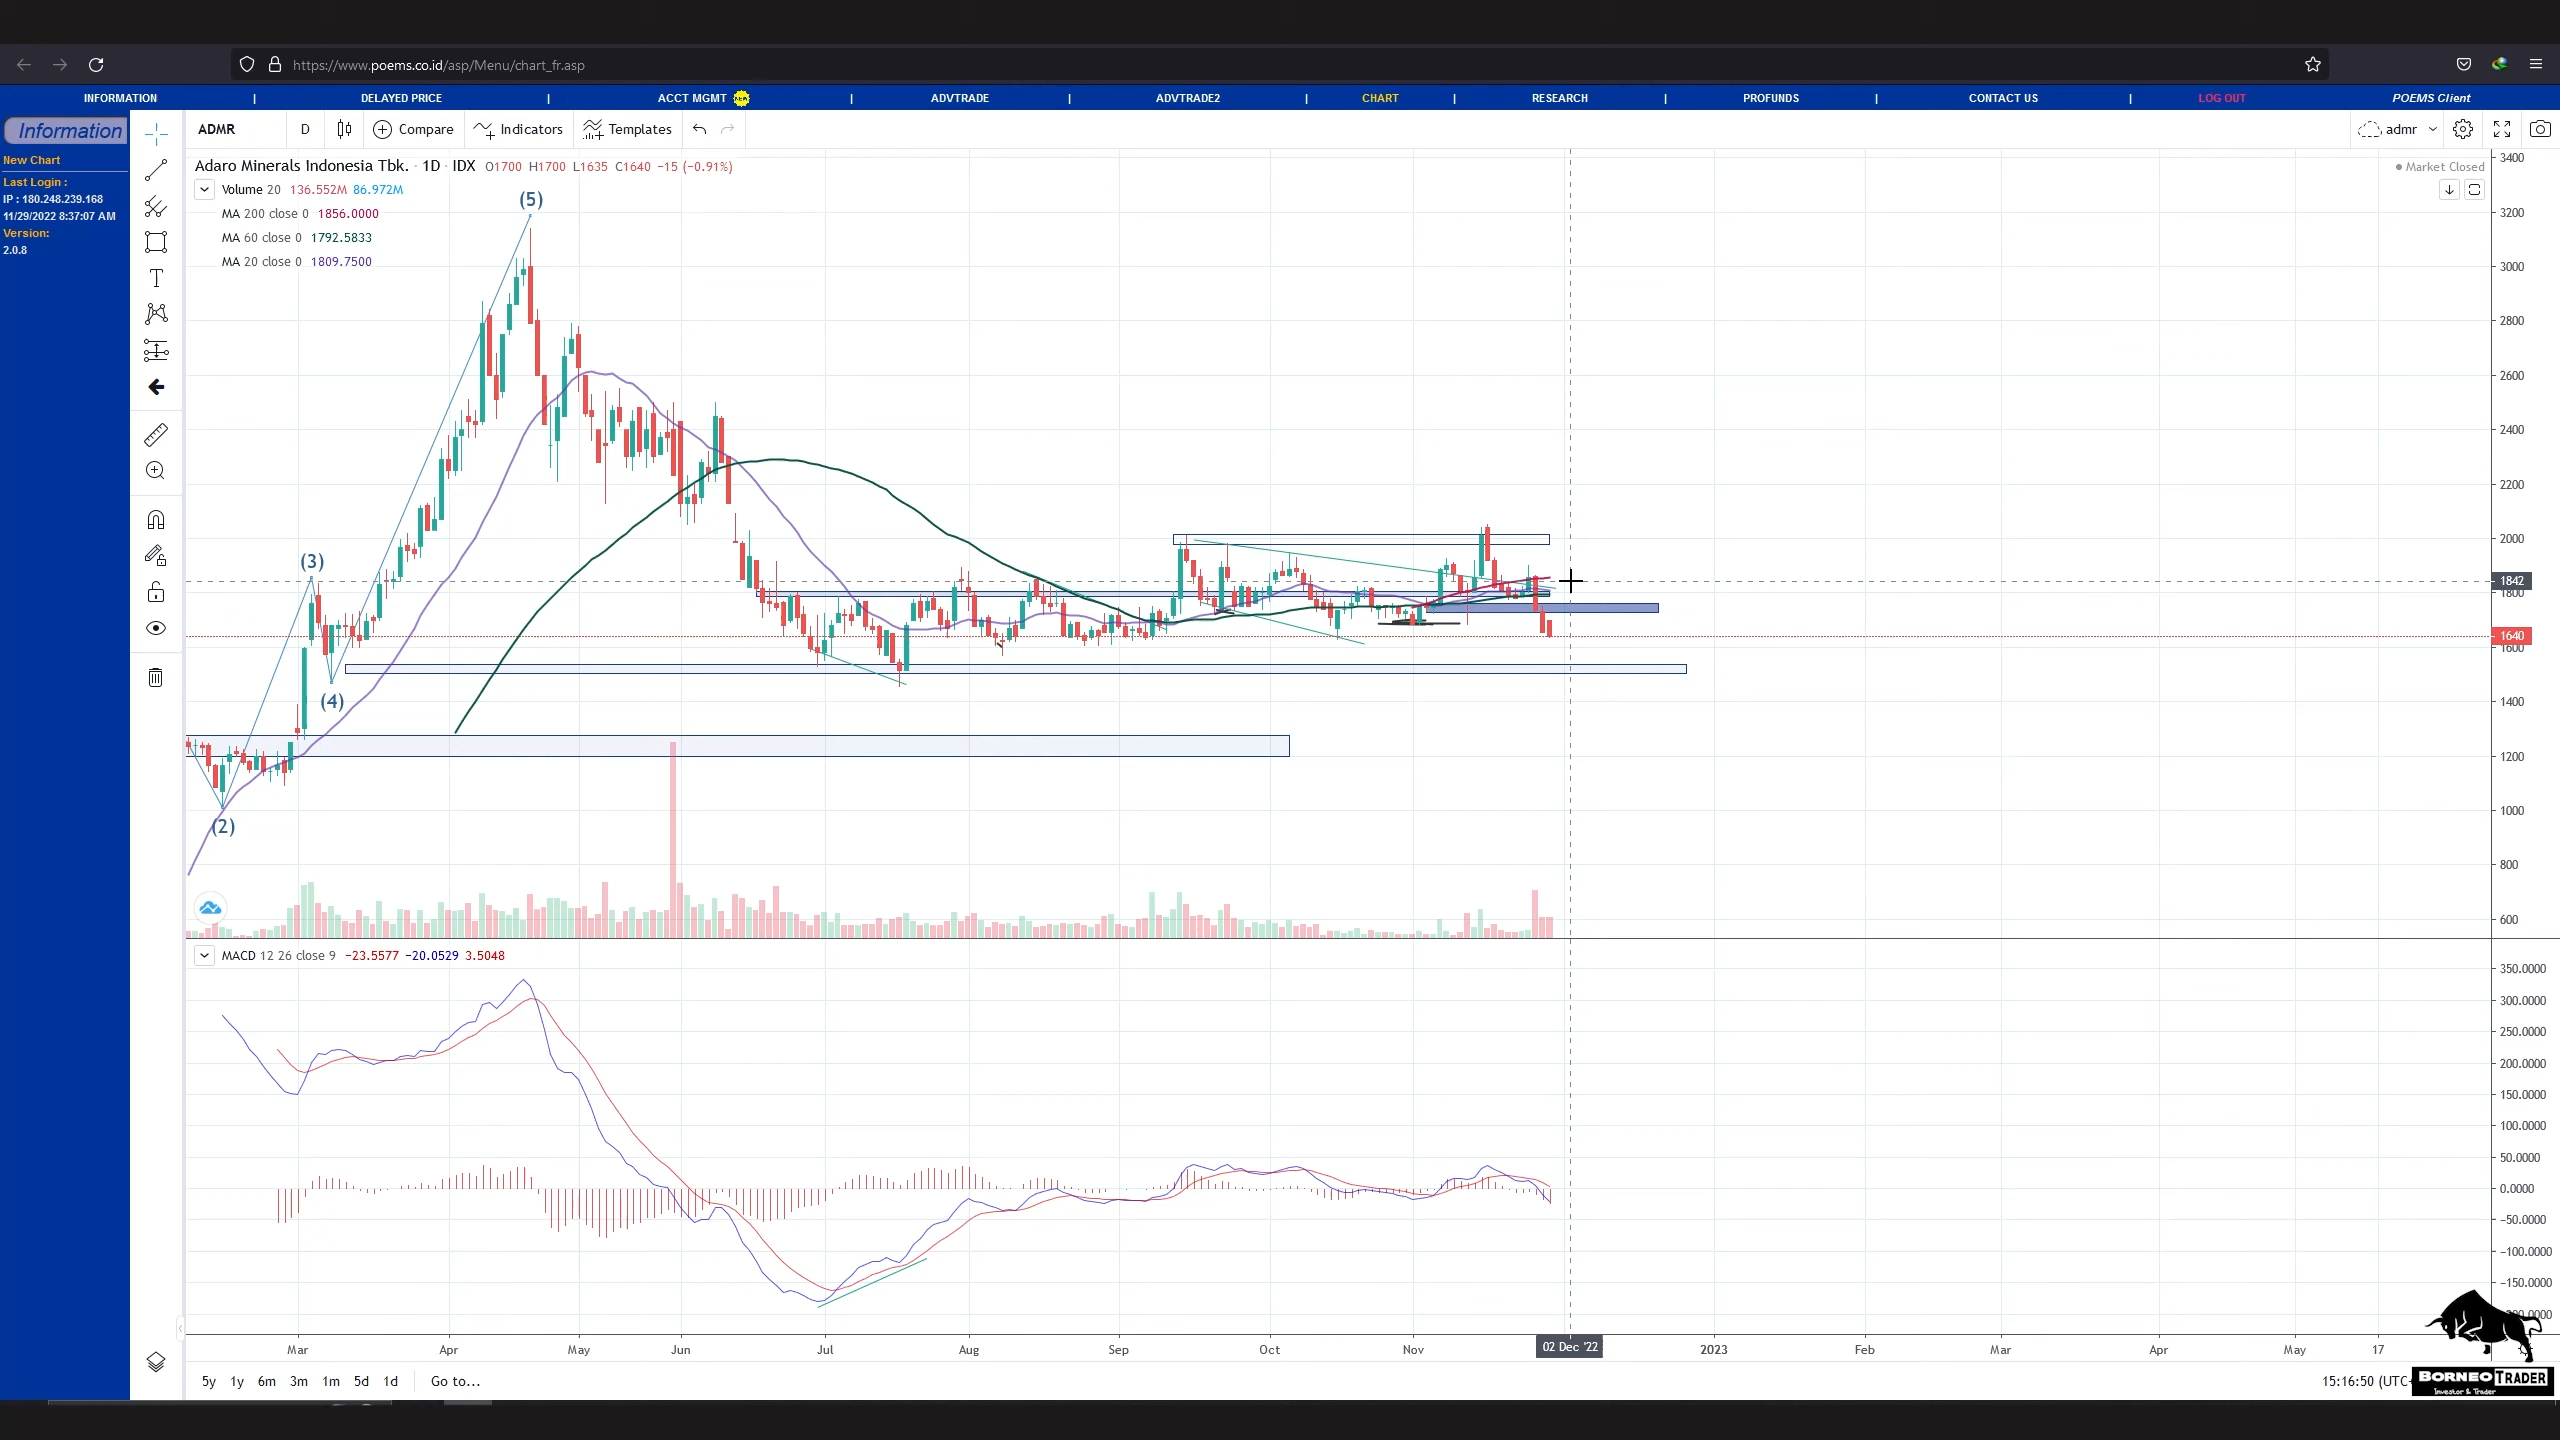 https://www.poems.co.id/asp/Menu/chart_fr.asp
INFORMATION | DELAYED PRICE | ACCT MGMT NEW | ADVTRADE | ADVTRADE2 | CHART | RESEARCH | PROFUNDS | CONTACT US | LOG OUT POEMS Client
Information
New Chart
Last Login :
IP : 180.248.239.168
11/29/2022 8:37:07 AM
Version:
2.0.8
ADMR D Compare Indicators Templates admr
Adaro Minerals Indonesia Tbk. · 1D · IDX O1700 H1700 L1635 C1640 −15 (−0.91%)
Market Closed
Volume 20 136.552M 86.972M
MA 200 close 0 1856.0000
MA 60 close 0 1792.5833
MA 20 close 0 1809.7500
(5)
(3)
(4)
(2)
3400
3200
3000
2800
2600
2400
2200
2000
1842
1800
1640
1600
1400
1200
1000
800
600
MACD 12 26 close 9 −23.5577 −20.0529 3.5048
350.0000
300.0000
250.0000
200.0000
150.0000
100.0000
50.0000
0.0000
−50.0000
−100.0000
−150.0000
Mar Apr May Jun Jul Aug Sep Oct Nov 02 Dec '22 2023 Feb Mar Apr May 17
5y 1y 6m 3m 1m 5d 1d Go to...
15:16:50 (UTC
BORNEO TRADER
Investor & Trader